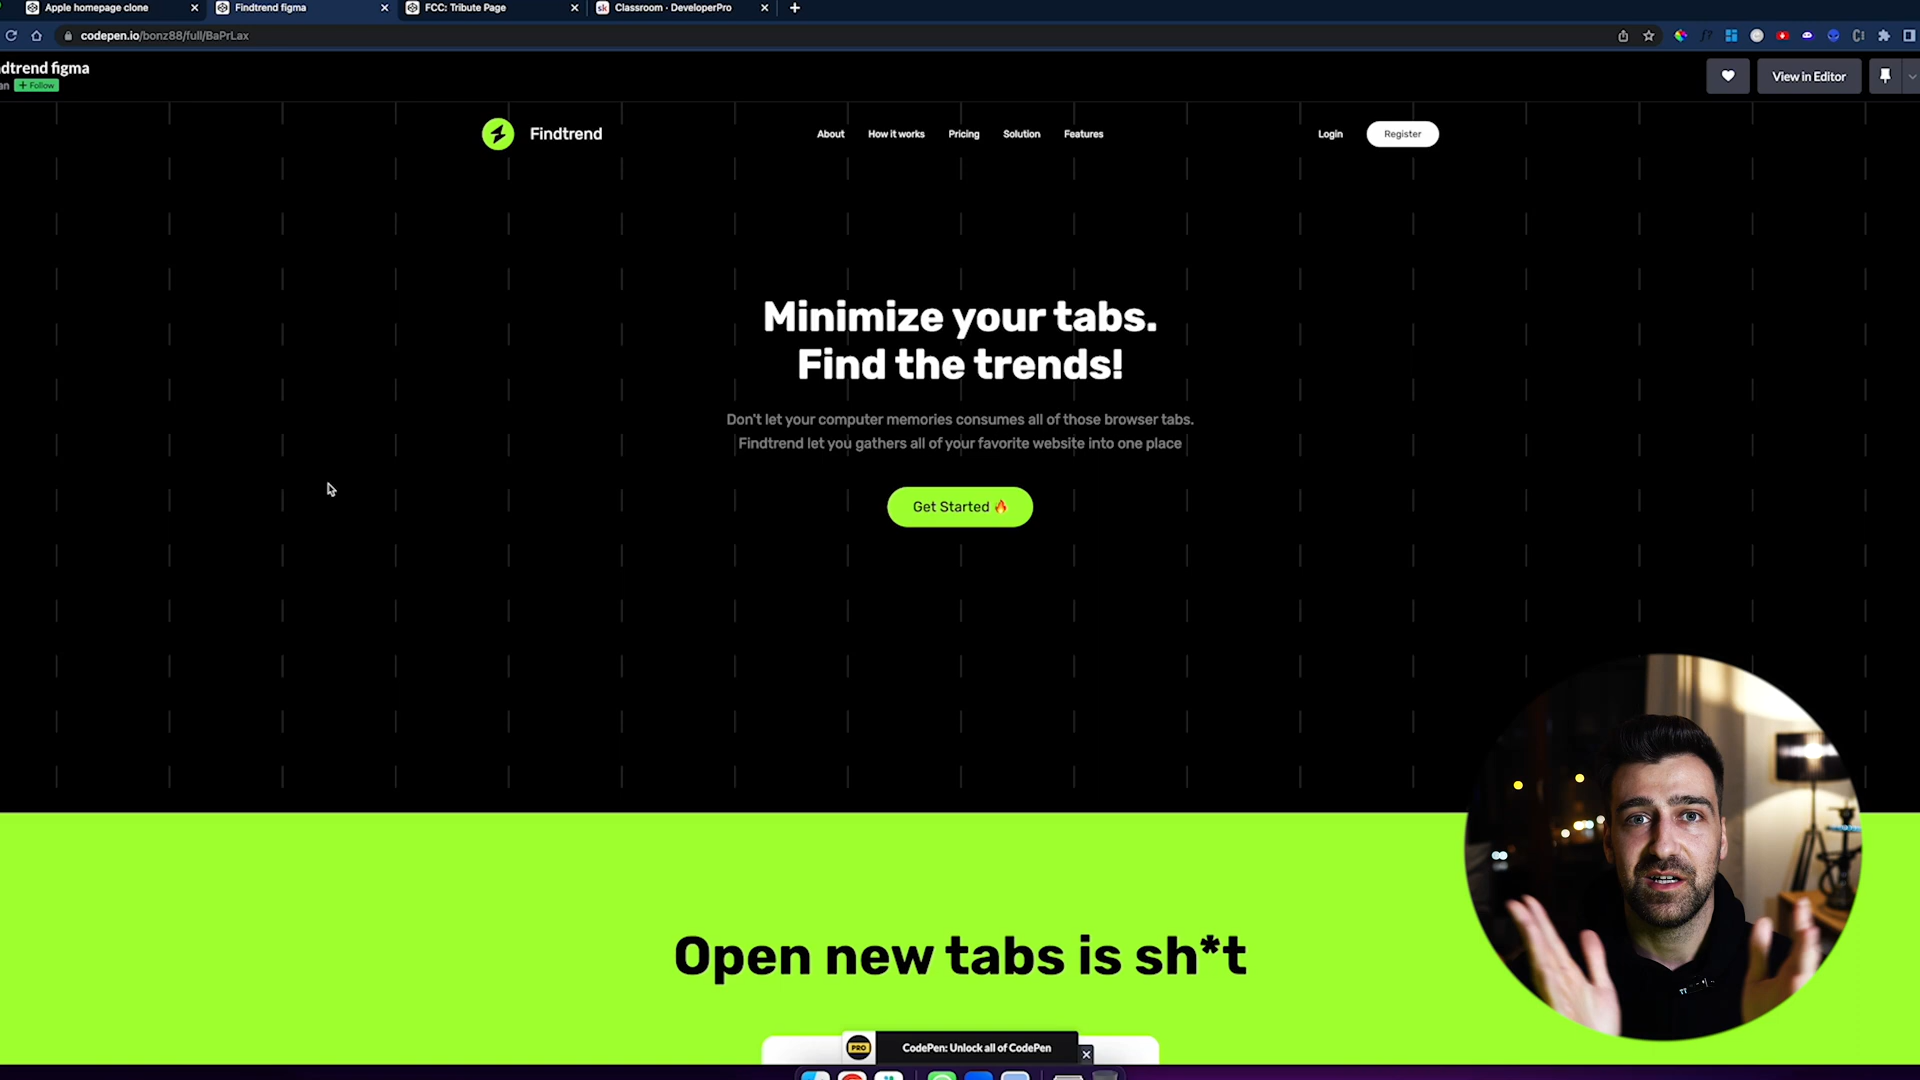 Apple homepage clone
Findtrend figma
FCC: Tribute Page
Classroom · DeveloperPro
codepen.io/bonz88/full/BaPrLax
dtrend figma
an
+ Follow
View in Editor
Findtrend
About
How it works
Pricing
Solution
Features
Login
Register
Minimize your tabs.
Find the trends!
Don't let your computer memories consumes all of those browser tabs.
Findtrend let you gathers all of your favorite website into one place
Get Started 🔥
Open new tabs is sh*t
PRO
CodePen: Unlock all of CodePen